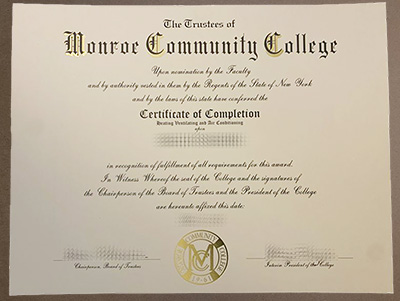 The Trustees of
Monroe Community College
Upon nomination by the Faculty
and by authority vested in them by the Regents of the State of New York
and by the laws of this state have conferred the
Certificate of Completion
Heating Ventilating and Air Conditioning
upon
in recognition of fulfillment of all requirements for this award.
In Witness Whereof the seal of the College and the signatures of
the Chairperson of the Board of Trustees and the President of the College
are hereunto affixed this date:
COMMUNITY
Chairperson, Board of Trustees
Interim President of the College